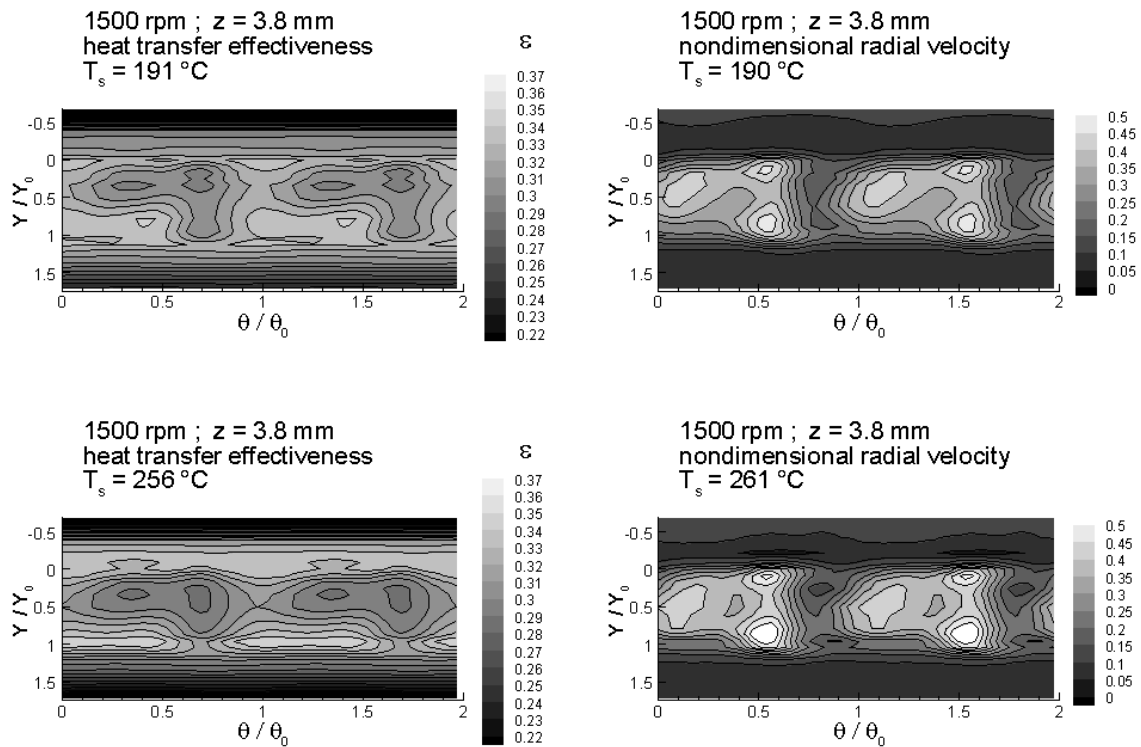 1500 rpm ; z = 3.8 mm
heat transfer effectiveness
T_s = 191 °C
ε
0.37
0.36
0.35
0.34
0.33
0.32
0.31
0.3
0.29
0.28
0.27
0.26
0.25
0.24
0.23
0.22
-0.5
0
0.5
1
1.5
Y / Y_0
0 0.5 1 1.5 2
θ / θ_0
1500 rpm ; z = 3.8 mm
nondimensional radial velocity
T_s = 190 °C
0.5
0.45
0.4
0.35
0.3
0.25
0.2
0.15
0.1
0.05
0
-0.5
0
0.5
1
1.5
Y / Y_0
0 0.5 1 1.5 2
θ / θ_0
1500 rpm ; z = 3.8 mm
heat transfer effectiveness
T_s = 256 °C
ε
0.37
0.36
0.35
0.34
0.33
0.32
0.31
0.3
0.29
0.28
0.27
0.26
0.25
0.24
0.23
0.22
-0.5
0
0.5
1
1.5
Y / Y_0
0 0.5 1 1.5 2
θ / θ_0
1500 rpm ; z = 3.8 mm
nondimensional radial velocity
T_s = 261 °C
0.5
0.45
0.4
0.35
0.3
0.25
0.2
0.15
0.1
0.05
0
-0.5
0
0.5
1
1.5
Y / Y_0
0 0.5 1 1.5 2
θ / θ_0